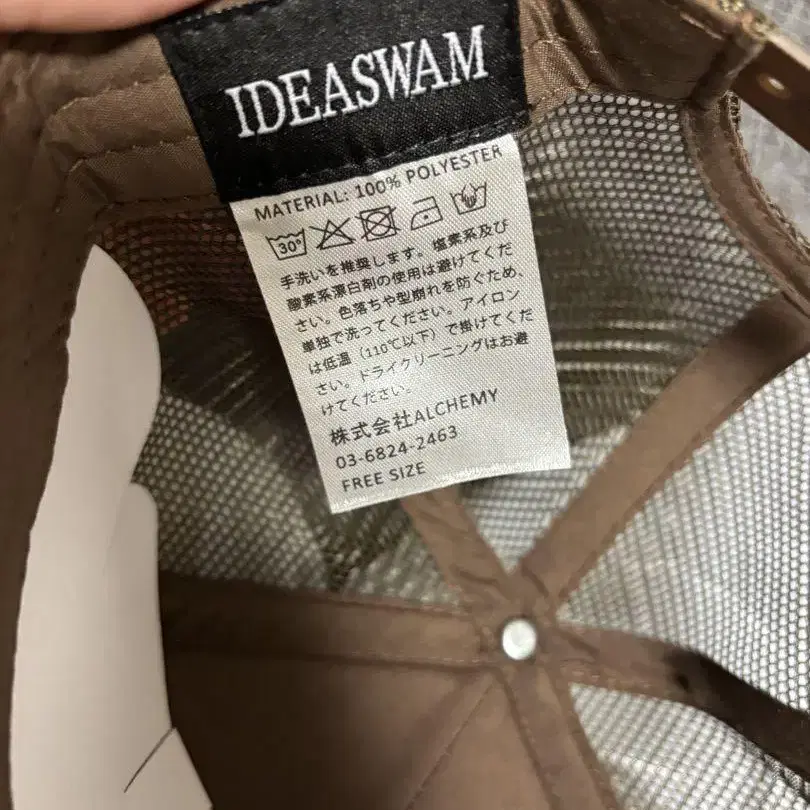 IDEASWAM
MATERIAL: 100% POLYESTER
30°
手洗いを推奨します。塩素系及び
酸素系漂白剤の使用は避けてくだ
さい。色落ちや型崩れを防ぐため、
単独で洗ってください。アイロン
は低温（110℃以下）で掛けてくだ
さい。ドライクリーニングはお避
けてください。
株式会社ALCHEMY
03-6824-2463
FREE SIZE